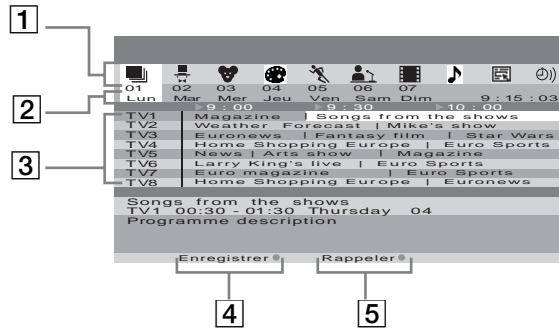 1
01 02 03 04 05 06 07
2
Lun Mar Mer Jeu Ven Sam Dim 9 : 15 : 03
9 : 00 9 : 30 10 : 00
TV1 Magazine | Songs from the shows
TV2 Weather Forecast | Mike's show
TV3 Euronews | Fantasy film | Star Wars
3
TV4 Home Shopping Europe | Euro Sports
TV5 News | Arts show | Magazine
TV6 Larry King's live | Euro Sports
TV7 Euro magazine | Euro Sports
TV8 Home Shopping Europe | Euronews
Songs from the shows
TV1 00:30 - 01:30 Thursday 04
Programme description
Enregistrer Rappeler
4 5